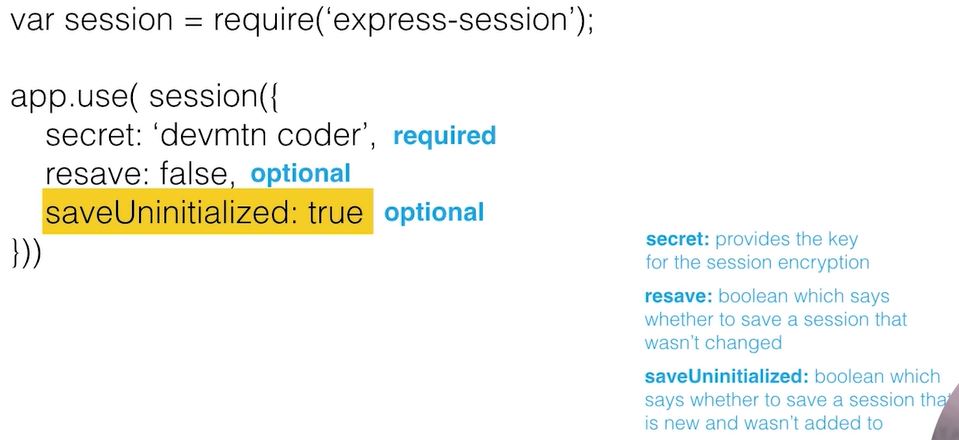 var session = require(‘express-session’);
app.use( session({
secret: ‘devmtn coder’, required
resave: false, optional
saveUninitialized: true optional
}))
secret: provides the key
for the session encryption
resave: boolean which says
whether to save a session that
wasn’t changed
saveUninitialized: boolean which
says whether to save a session that
is new and wasn’t added to